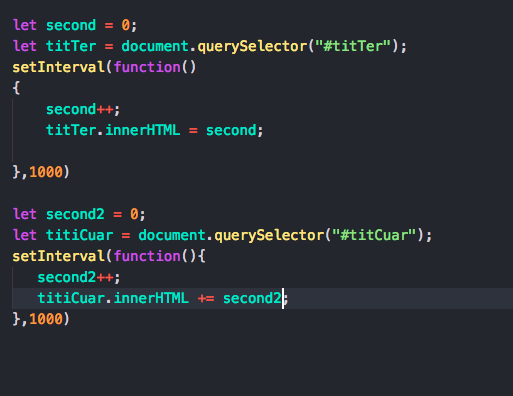 let second = 0;
let titTer = document.querySelector("#titTer");
setInterval(function()
{
    second++;
    titTer.innerHTML = second;
},1000)
let second2 = 0;
let titiCuar = document.querySelector("#titCuar");
setInterval(function(){
   second2++;
   titiCuar.innerHTML += second2;
},1000)